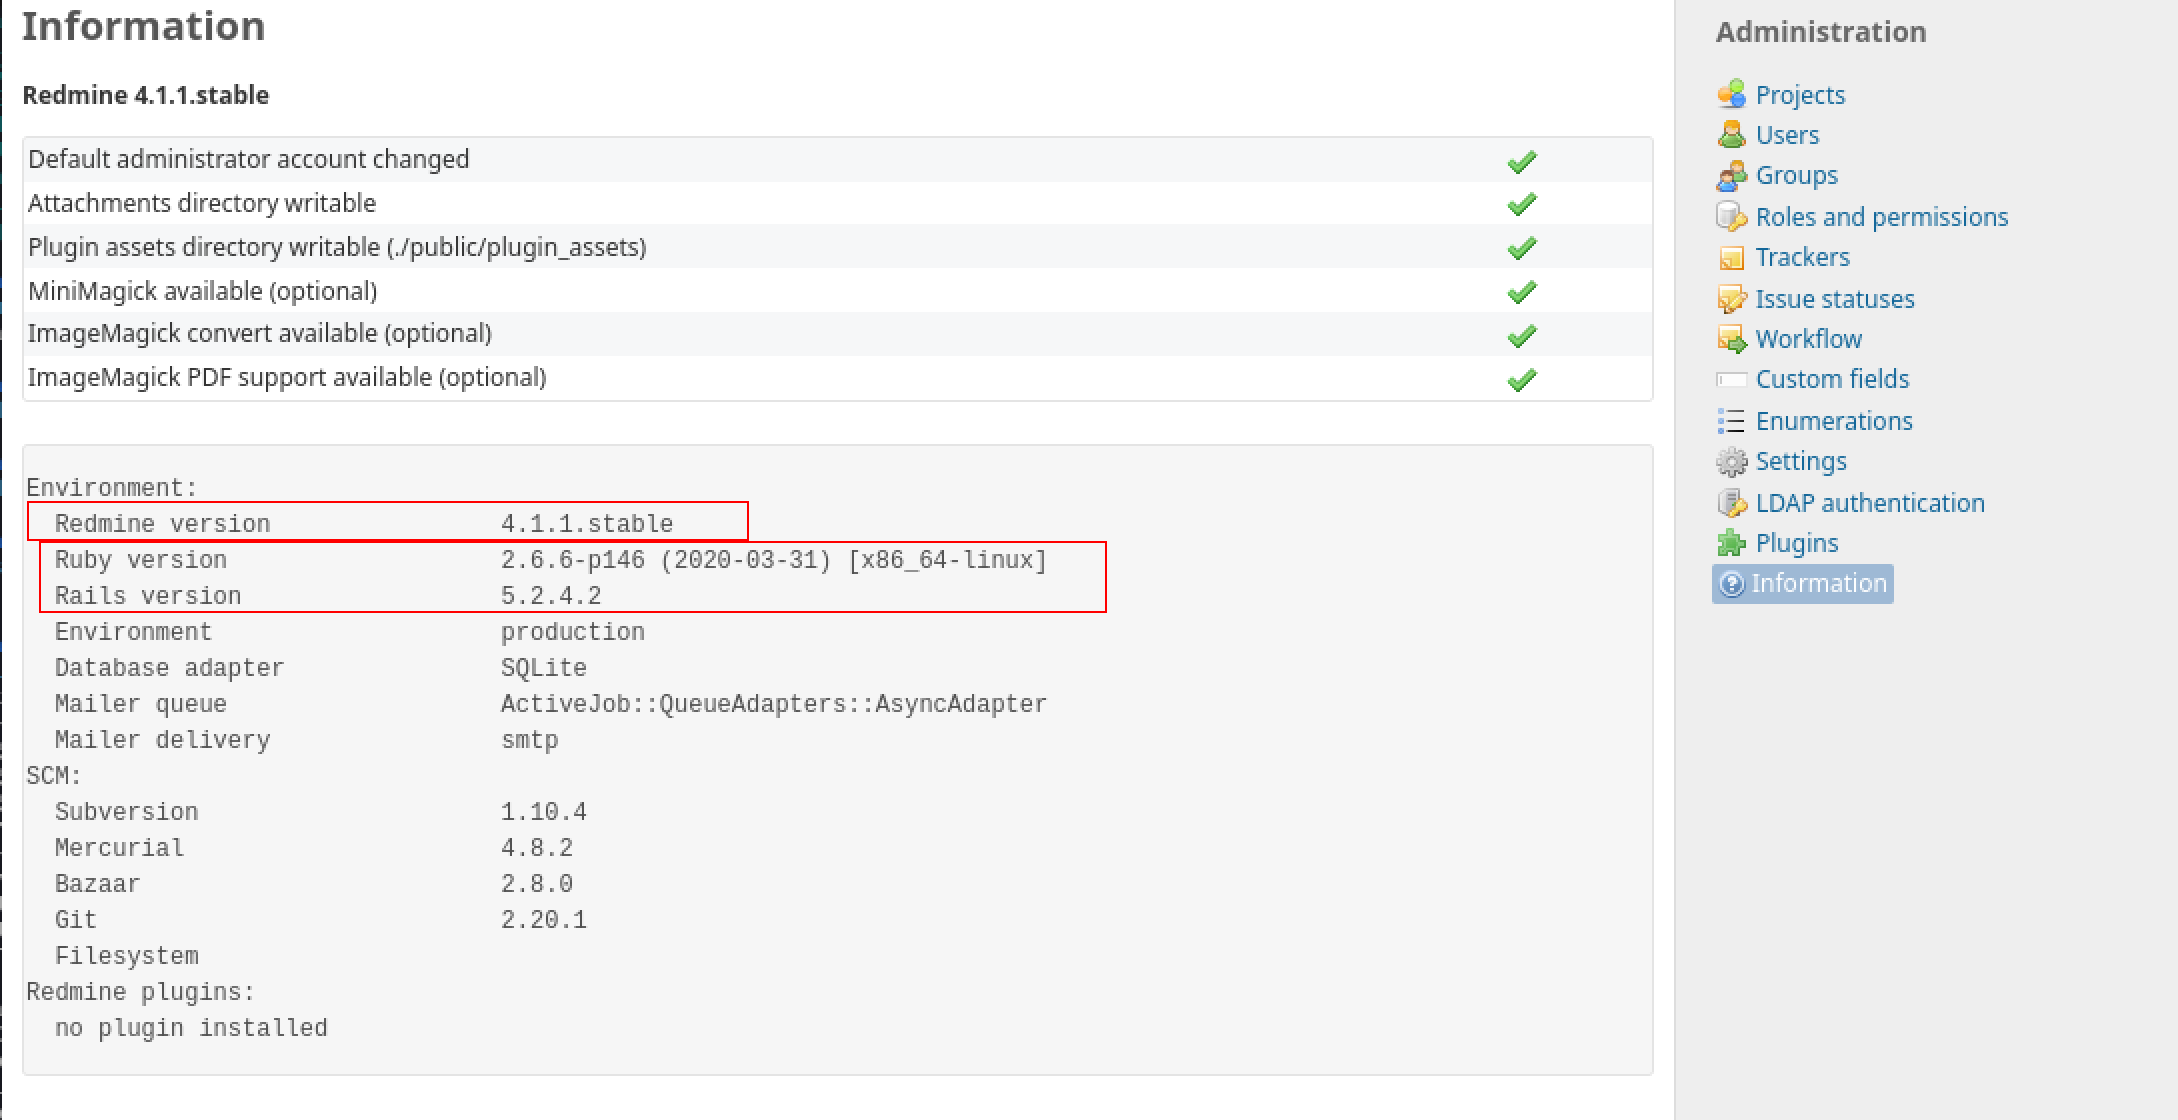 Information
Redmine 4.1.1.stable
Default administrator account changed
Attachments directory writable
Plugin assets directory writable (./public/plugin_assets)
MiniMagick available (optional)
ImageMagick convert available (optional)
ImageMagick PDF support available (optional)
Environment:
Redmine version 4.1.1.stable
Ruby version 2.6.6-p146 (2020-03-31) [x86_64-linux]
Rails version 5.2.4.2
Environment production
Database adapter SQLite
Mailer queue ActiveJob::QueueAdapters::AsyncAdapter
Mailer delivery smtp
SCM:
Subversion 1.10.4
Mercurial 4.8.2
Bazaar 2.8.0
Git 2.20.1
Filesystem
Redmine plugins:
no plugin installed
Administration
Projects
Users
Groups
Roles and permissions
Trackers
Issue statuses
Workflow
Custom fields
Enumerations
Settings
LDAP authentication
Plugins
Information